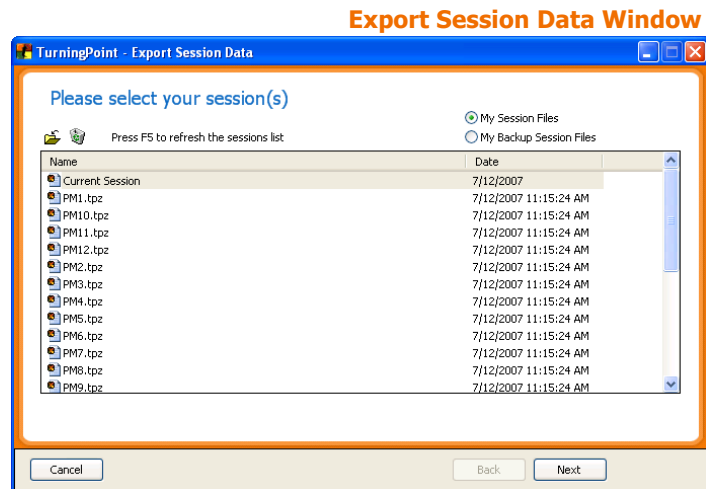 Export Session Data Window
TurningPoint - Export Session Data
Please select your session(s)
My Session Files
Press F5 to refresh the sessions list
My Backup Session Files
Name Date
Current Session 7/12/2007
PM1.tpz 7/12/2007 11:15:24 AM
PM10.tpz 7/12/2007 11:15:24 AM
PM11.tpz 7/12/2007 11:15:24 AM
PM12.tpz 7/12/2007 11:15:24 AM
PM2.tpz 7/12/2007 11:15:24 AM
PM3.tpz 7/12/2007 11:15:24 AM
PM4.tpz 7/12/2007 11:15:24 AM
PM5.tpz 7/12/2007 11:15:24 AM
PM6.tpz 7/12/2007 11:15:24 AM
PM7.tpz 7/12/2007 11:15:24 AM
PM8.tpz 7/12/2007 11:15:24 AM
PM9.tpz 7/12/2007 11:15:24 AM
Cancel Back Next